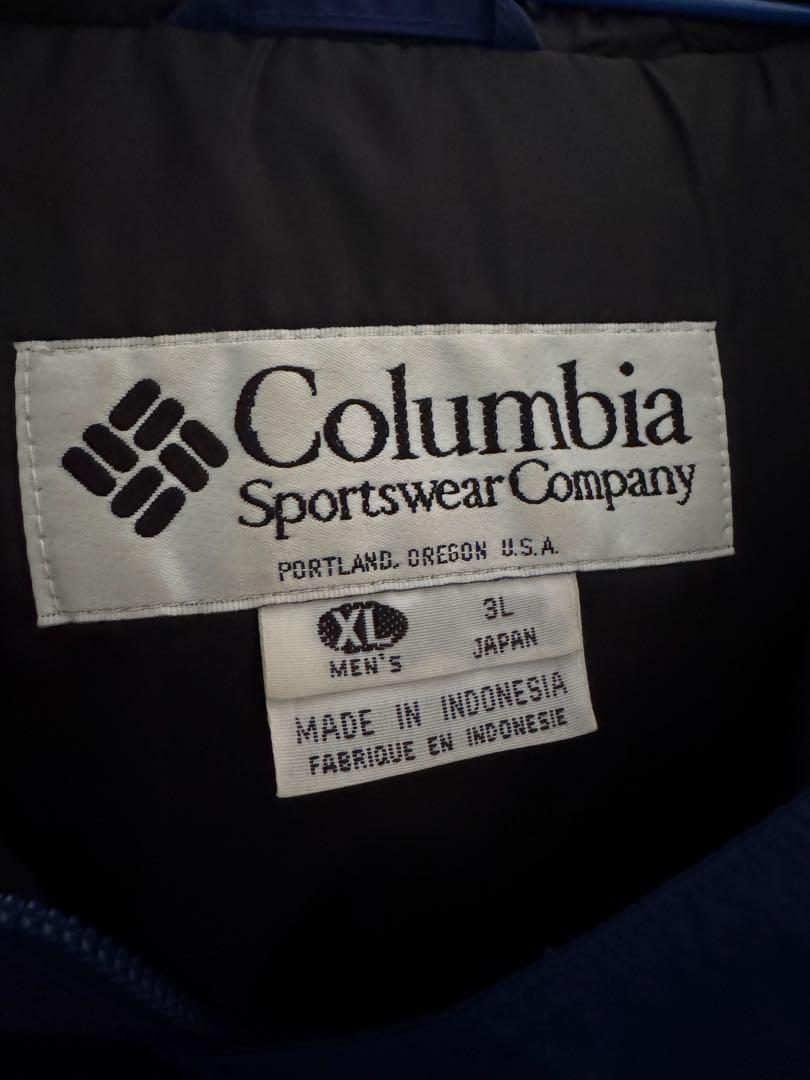 Columbia
Sportswear Company
PORTLAND, OREGON U.S.A.
XL
MEN'S
3L
JAPAN
MADE IN INDONESIA
FABRIQUE EN INDONESIE